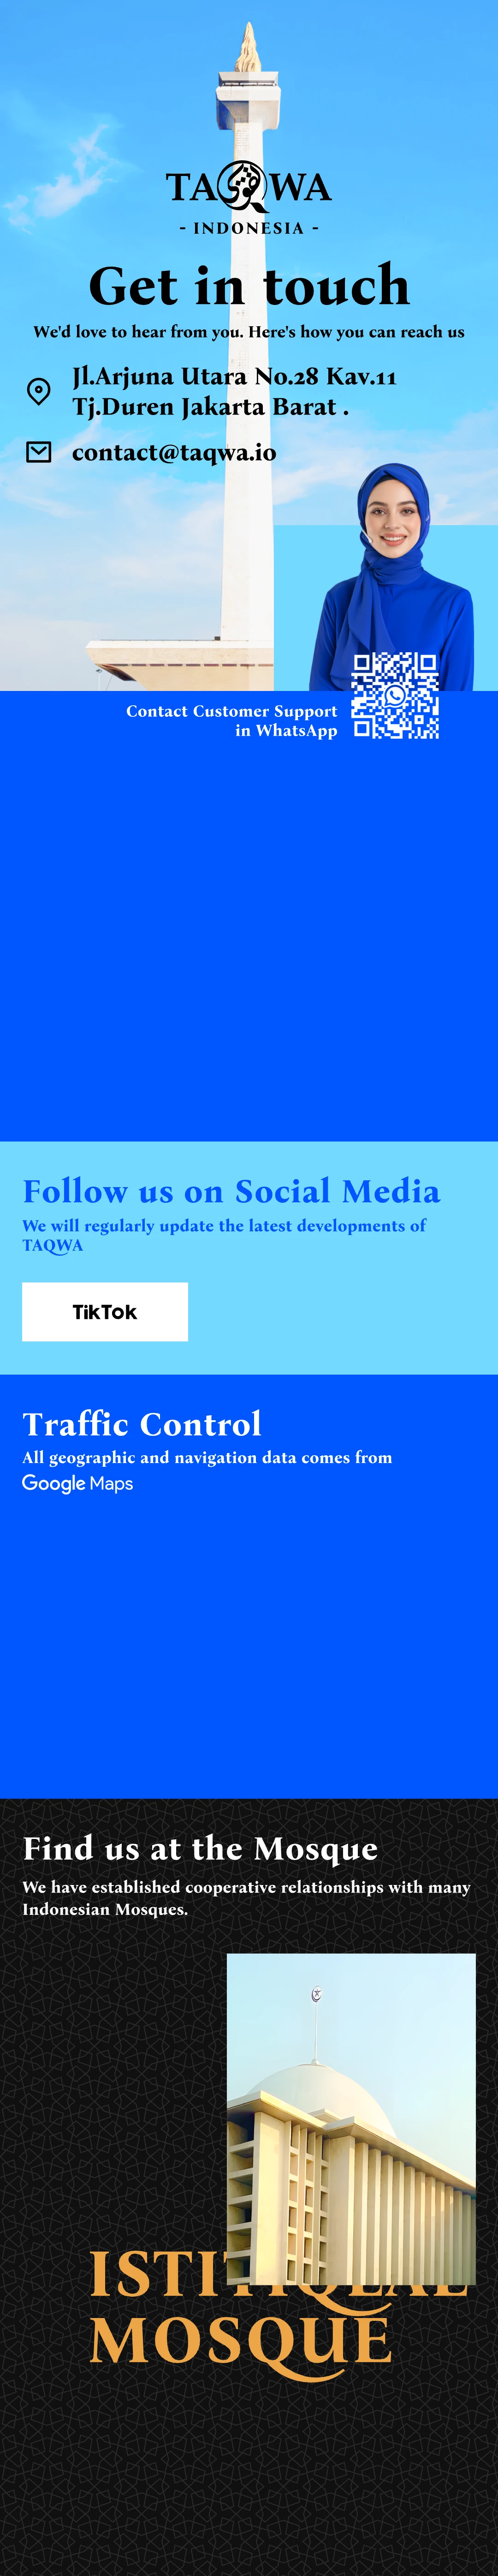 TAQWA
- INDONESIA -
Get in touch
We'd love to hear from you. Here's how you can reach us
Jl.Arjuna Utara No.28 Kav.11
Tj.Duren Jakarta Barat .
contact@taqwa.io
Contact Customer Support
in WhatsApp
Follow us on Social Media
We will regularly update the latest developments of
TAQWA
TikTok
Traffic Control
All geographic and navigation data comes from
Google Maps
Find us at the Mosque
We have established cooperative relationships with many
Indonesian Mosques.
ISTITIQLAL
MOSQUE